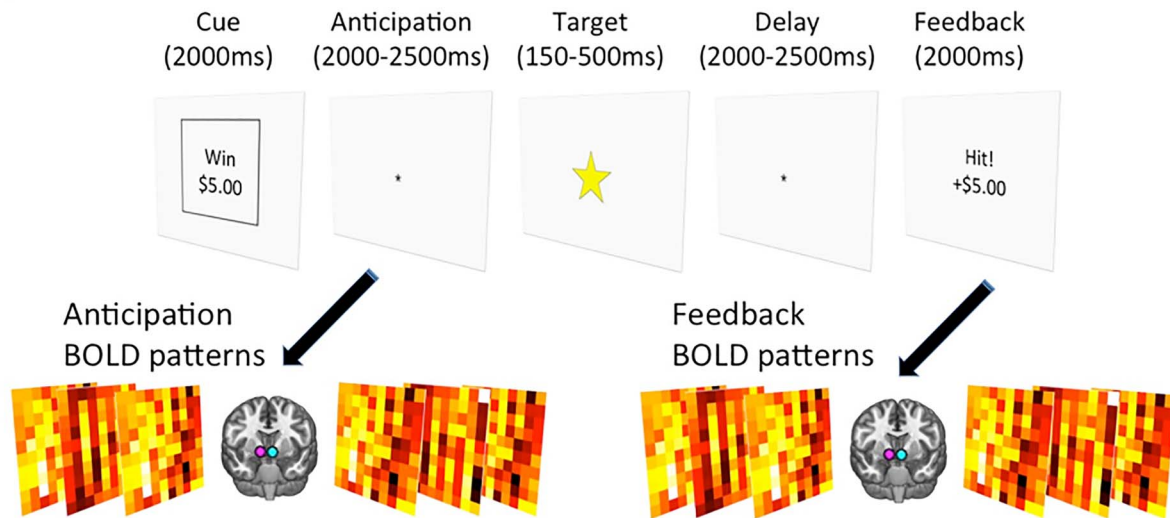 Cue
(2000ms)
Anticipation
(2000-2500ms)
Target
(150-500ms)
Delay
(2000-2500ms)
Feedback
(2000ms)
Win
$5.00
*
*
Hit!
+$5.00
Anticipation
BOLD patterns
Feedback
BOLD patterns